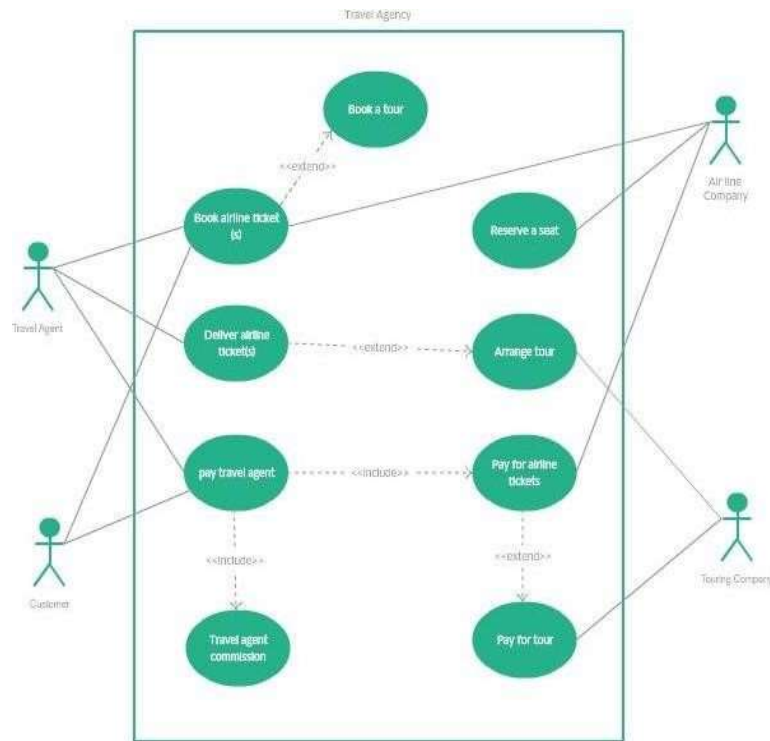 Travel Agency
Book a tour
<<extend>>
Air line
Company
Book airline ticket
(s)
Reserve a seat
Travel Agent
Deliver airline
ticket(s)
<<extend>>
Arrange tour
pay travel agent
<<include>>
Pay for airline
tickets
<<include>>
<<extend>>
Customer
Touring Company
Travel agent
commission
Pay for tour